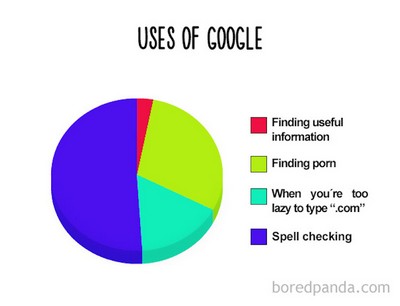 USES OF GOOGLE
Finding useful
information
Finding porn
When you´re too
lazy to type “.com”
Spell checking
boredpanda.com